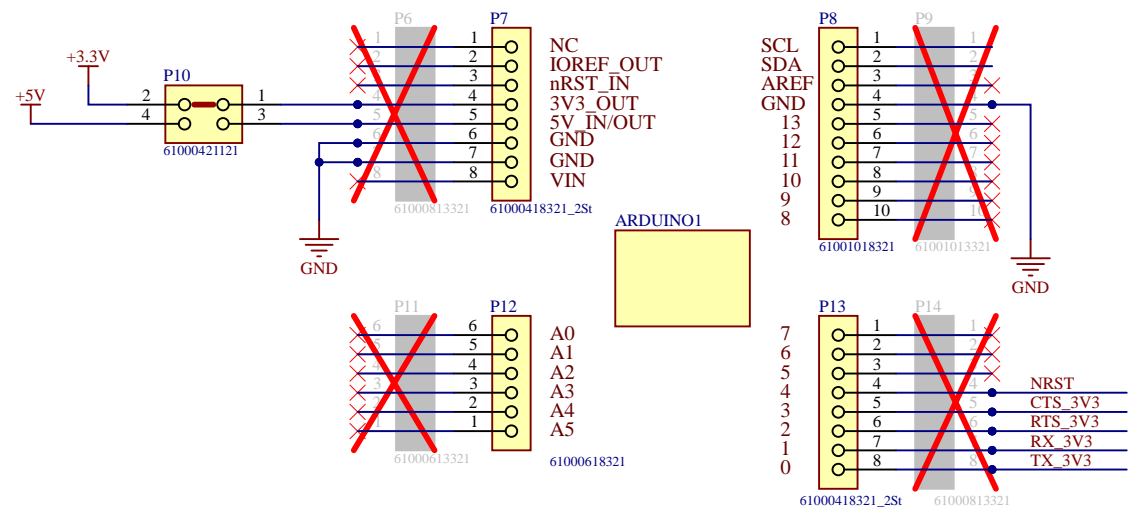 P6
P7
P8
P9
+3.3V
P10
+5V
2
1
4
3
61000421121
1
2
3
4
5
6
7
8
1
2
3
4
5
6
7
8
NC
IOREF_OUT
nRST_IN
3V3_OUT
5V_IN/OUT
GND
GND
VIN
61000813321
61000418321_2St
GND
SCL
SDA
AREF
GND
13
12
11
10
9
8
1
2
3
4
5
6
7
8
9
10
1
2
3
4
5
6
7
8
9
10
61001018321
61001013321
GND
ARDUINO1
P11
P12
6
5
4
3
2
1
6
5
4
3
2
1
A0
A1
A2
A3
A4
A5
61000613321
61000618321
P13
P14
7
6
5
4
3
2
1
0
1
2
3
4
5
6
7
8
1
2
3
4
5
6
7
8
NRST
CTS_3V3
RTS_3V3
RX_3V3
TX_3V3
61000418321_2St
61000813321